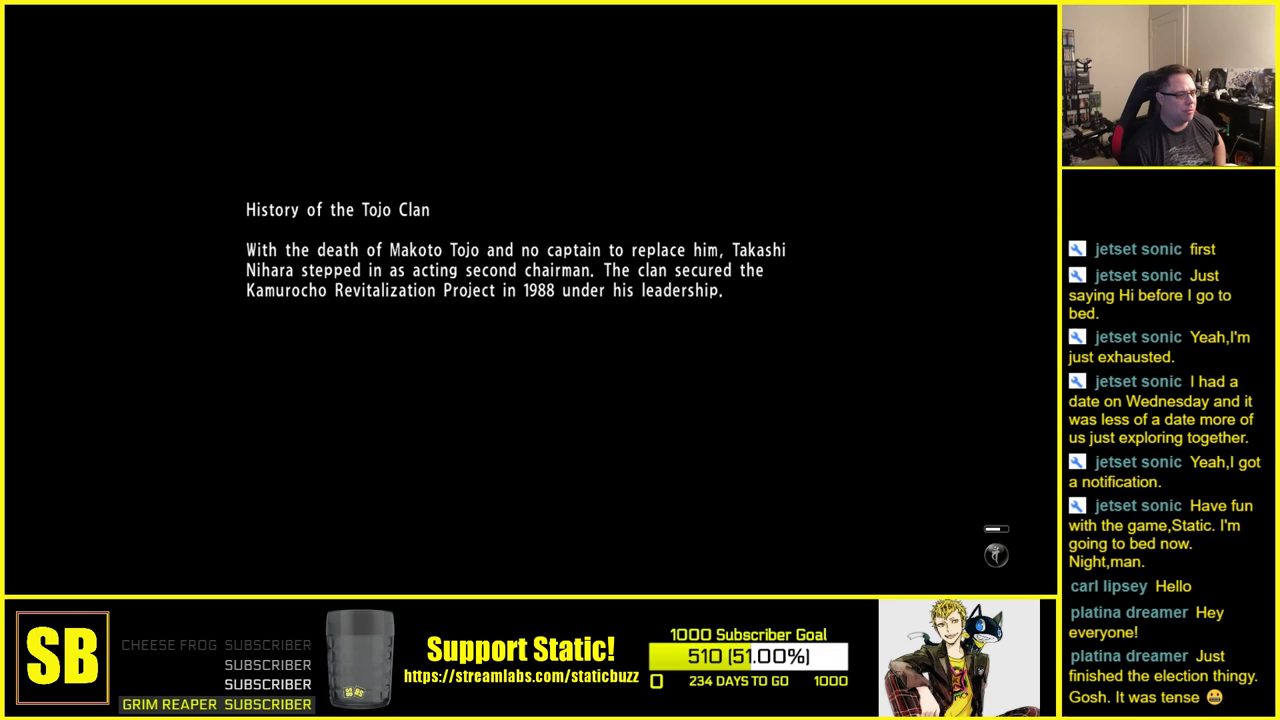 History of the Tojo Clan
With the death of Makoto Tojo and no captain to replace him, Takashi
Nihara stepped in as acting second chairman. The clan secured the
Kamurocho Revitalization Project in 1988 under his leadership.
jetset sonic first
jetset sonic Just
saying Hi before I go to
bed.
jetset sonic Yeah,I'm
just exhausted.
jetset sonic I had a
date on Wednesday and it
was less of a date more of
us just exploring together.
jetset sonic Yeah,I got
a notification.
jetset sonic Have fun
with the game,Static. I'm
going to bed now.
Night,man.
carl lipsey Hello
platina dreamer Hey
everyone!
platina dreamer Just
finished the election thingy.
Gosh. It was tense 😬
SB
CHEESE FROG SUBSCRIBER
SUBSCRIBER
SUBSCRIBER
GRIM REAPER SUBSCRIBER
Support Static!
https://streamlabs.com/staticbuzz
1000 Subscriber Goal
510 (51.00%)
0 234 DAYS TO GO 1000